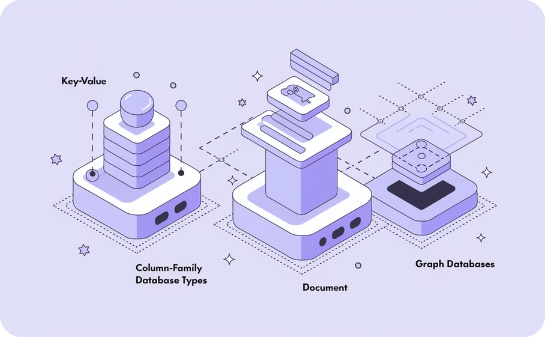 Key-Value
Column-Family
Database Types
Document
Graph Databases